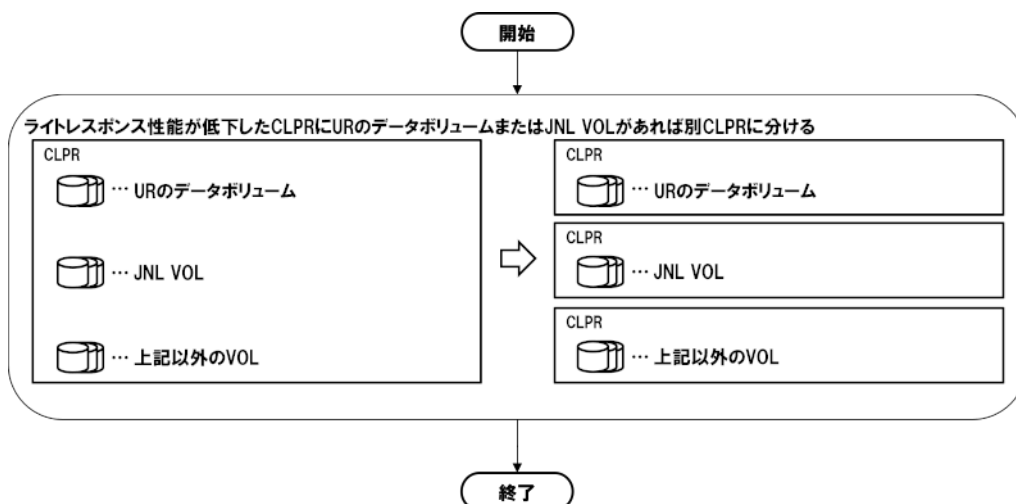 開始
ライトレスポンス性能が低下したCLPRにURのデータボリュームまたはJNL VOLがあれば別CLPRに分ける
CLPR
… URのデータボリューム
… JNL VOL
… 上記以外のVOL
CLPR
… URのデータボリューム
CLPR
… JNL VOL
CLPR
… 上記以外のVOL
終了